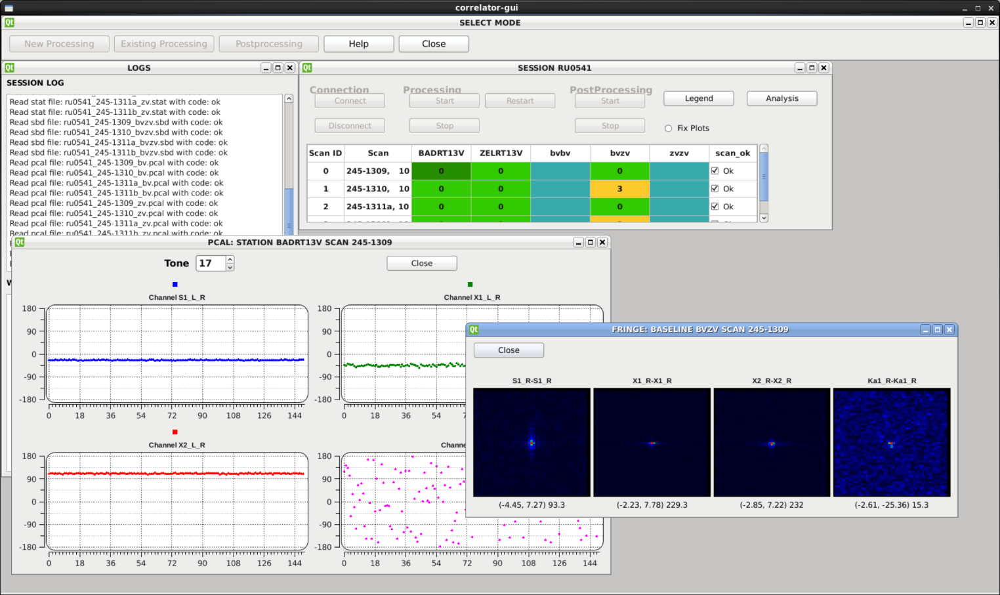 correlator-gui
SELECT MODE
New Processing
Existing Processing
Postprocessing
Help
Close
LOGS
SESSION LOG
Read stat file: ru0541_245-1311a_zv.stat with code: ok
Read stat file: ru0541_245-1311b_zv.stat with code: ok
Read sbd file: ru0541_245-1309_bvzv.sbd with code: ok
Read sbd file: ru0541_245-1310_bvzv.sbd with code: ok
Read sbd file: ru0541_245-1311a_bvzv.sbd with code: ok
Read sbd file: ru0541_245-1311b_bvzv.sbd with code: ok
Read pcal file: ru0541_245-1309_bv.pcal with code: ok
Read pcal file: ru0541_245-1310_bv.pcal with code: ok
Read pcal file: ru0541_245-1311a_bv.pcal with code: ok
Read pcal file: ru0541_245-1311b_bv.pcal with code: ok
Read pcal file: ru0541_245-1309_zv.pcal with code: ok
Read pcal file: ru0541_245-1310_zv.pcal with code: ok
Read pcal file: ru0541_245-1311a_zv.pcal with code: ok
Read pcal file: ru0541_245-1311b_zv.pcal with code: ok
SESSION RU0541
Connection
Processing
PostProcessing
Connect
Start
Restart
Start
Legend
Analysis
Disconnect
Stop
Stop
Fix Plots
Scan ID Scan BADRT13V ZELRT13V bvbv bvzv zvzv scan_ok
0 245-1309, 10 0 0 0 Ok
1 245-1310, 10 0 0 3 Ok
2 245-1311a, 10 0 0 0 Ok
PCAL: STATION BADRT13V SCAN 245-1309
Tone 17
Close
Channel S1_L_R
180
90
0
-90
-180
0 18 36 54 72 90 108 126 144
Channel X1_L_R
180
90
0
-90
-180
0 18 36 54
Channel X2_L_R
180
90
0
-90
-180
0 18 36 54 72 90 108 126 144
180
90
0
-90
-180
0 18 36 54 72 90 108 126 144
FRINGE: BASELINE BVZV SCAN 245-1309
Close
S1_R-S1_R
X1_R-X1_R
X2_R-X2_R
Ka1_R-Ka1_R
(-4.45, 7.27) 93.3
(-2.23, 7.78) 229.3
(-2.85, 7.22) 232
(-2.61, -25.36) 15.3